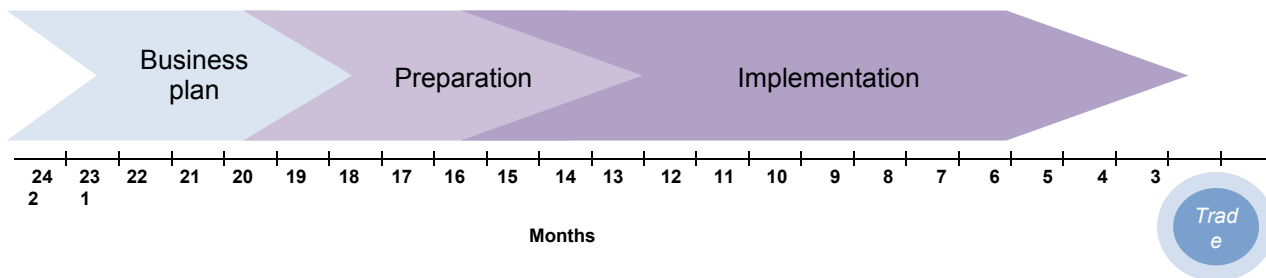 Business
plan
Preparation
Implementation
24 23 22 21 20 19 18 17 16 15 14 13 12 11 10 9 8 7 6 5 4 3
2 1
Months
Trad
e